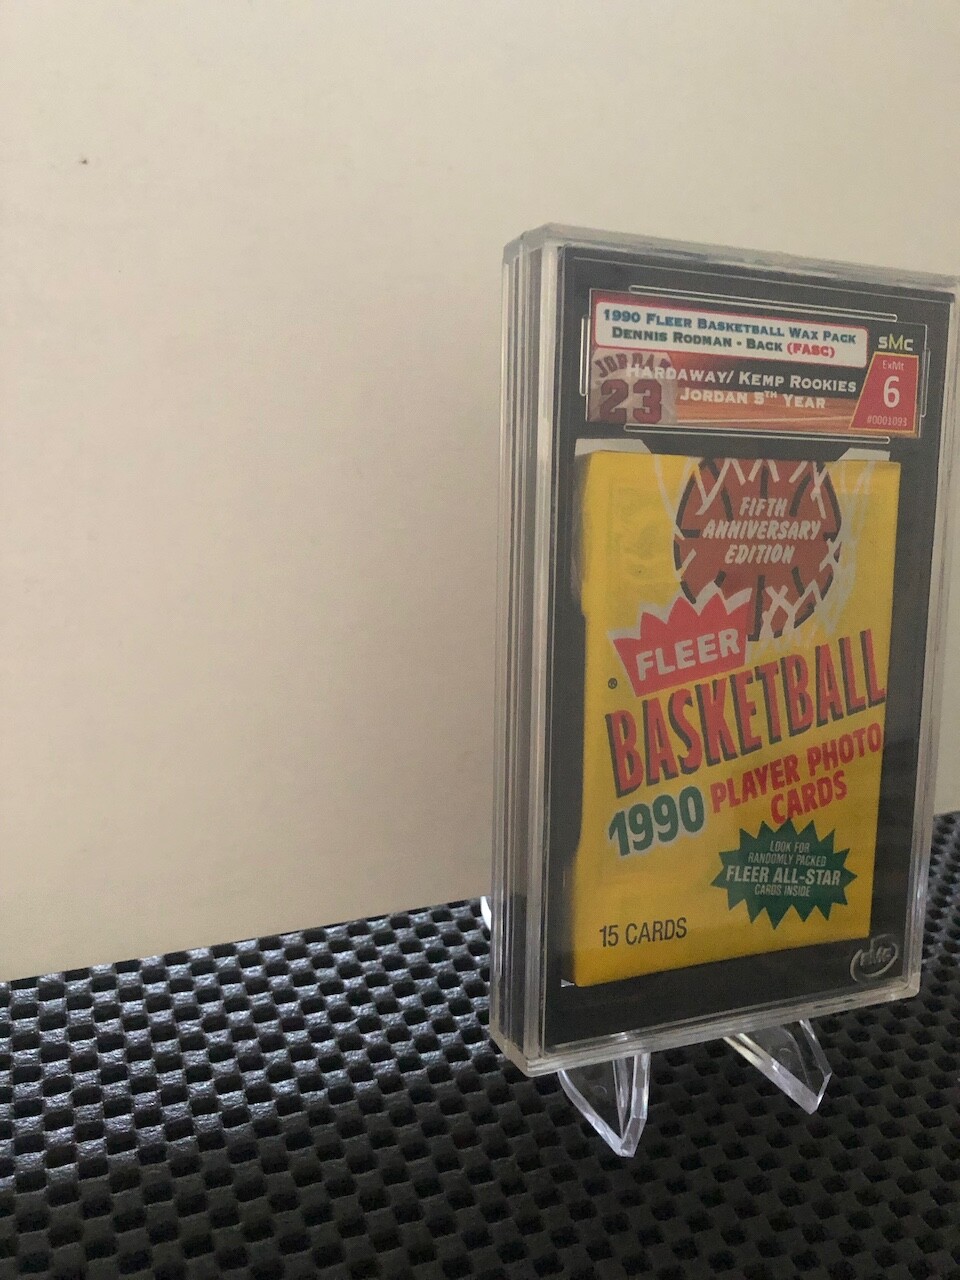 1990 Fleer Basketball Wax Pack
Dennis Rodman - Back (FASC)
SMC
JORDAN
23
Hardaway/ Kemp Rookies
Jordan 5th Year
ExMt
6
#0001093
FIFTH
ANNIVERSARY
EDITION
FLEER
®
BASKETBALL
1990 PLAYER PHOTO
CARDS
LOOK FOR
RANDOMLY PACKED
FLEER ALL-STAR
CARDS INSIDE
15 CARDS
SMC